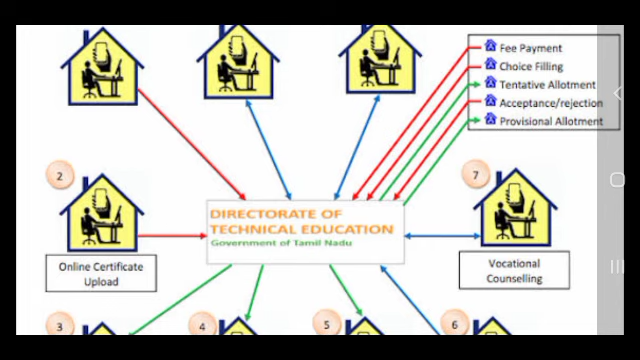 Fee Payment
Choice Filling
Tentative Allotment
Acceptance/rejection
Provisional Allotment
2
7
DIRECTORATE OF
TECHNICAL EDUCATION
Government of Tamil Nadu
Online Certificate
Upload
Vocational
Counselling
3
4
5
6